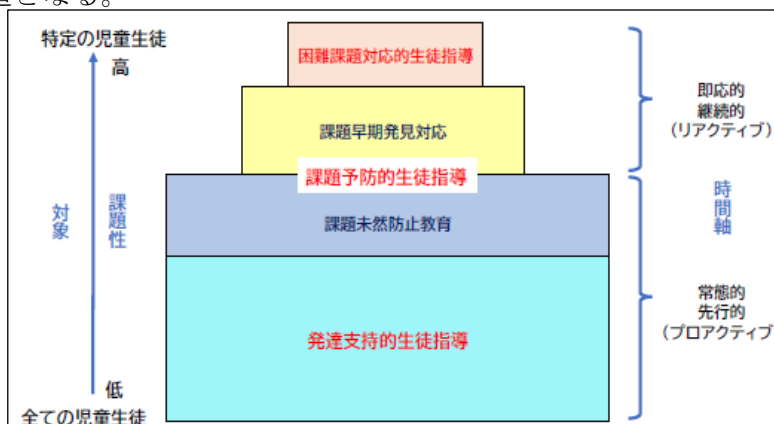 となる。
特定の児童生徒
高
困難課題対応的生徒指導
即応的
継続的
(リアクティブ)
課題早期発見対応
課題予防的生徒指導
対象
課題性
課題未然防止教育
時間軸
発達支持的生徒指導
常態的
先行的
(プロアクティブ
低
全ての児童生徒